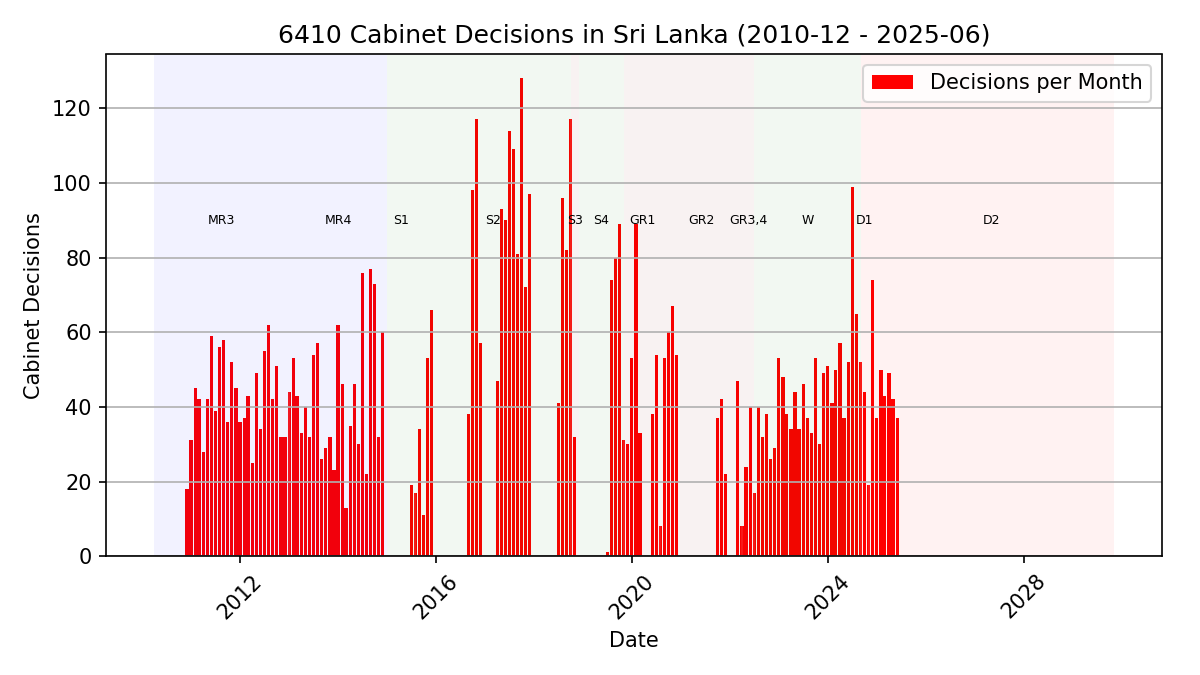 6410 Cabinet Decisions in Sri Lanka (2010-12 - 2025-06)
Decisions per Month
120
100
80
60
40
20
0
Cabinet Decisions
MR3 MR4 S1 S2 S3 S4 GR1 GR2 GR3,4 W D1 D2
2012 2016 2020 2024 2028
Date